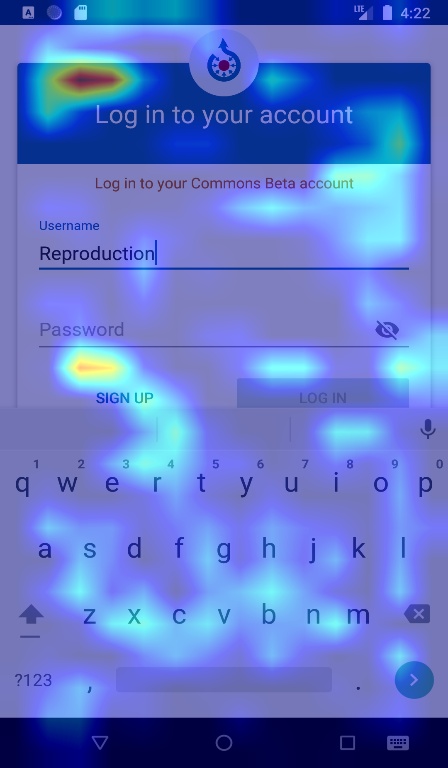 LTE 4:22
Log in to your account
Log in to your Commons Beta account
Username
Reproduction
Password
SIGN UP LOG IN
1 2 3 4 5 6 7 8 9 0
q w e r t y u i o p
a s d f g h j k l
z x c v b n m
?123 , .